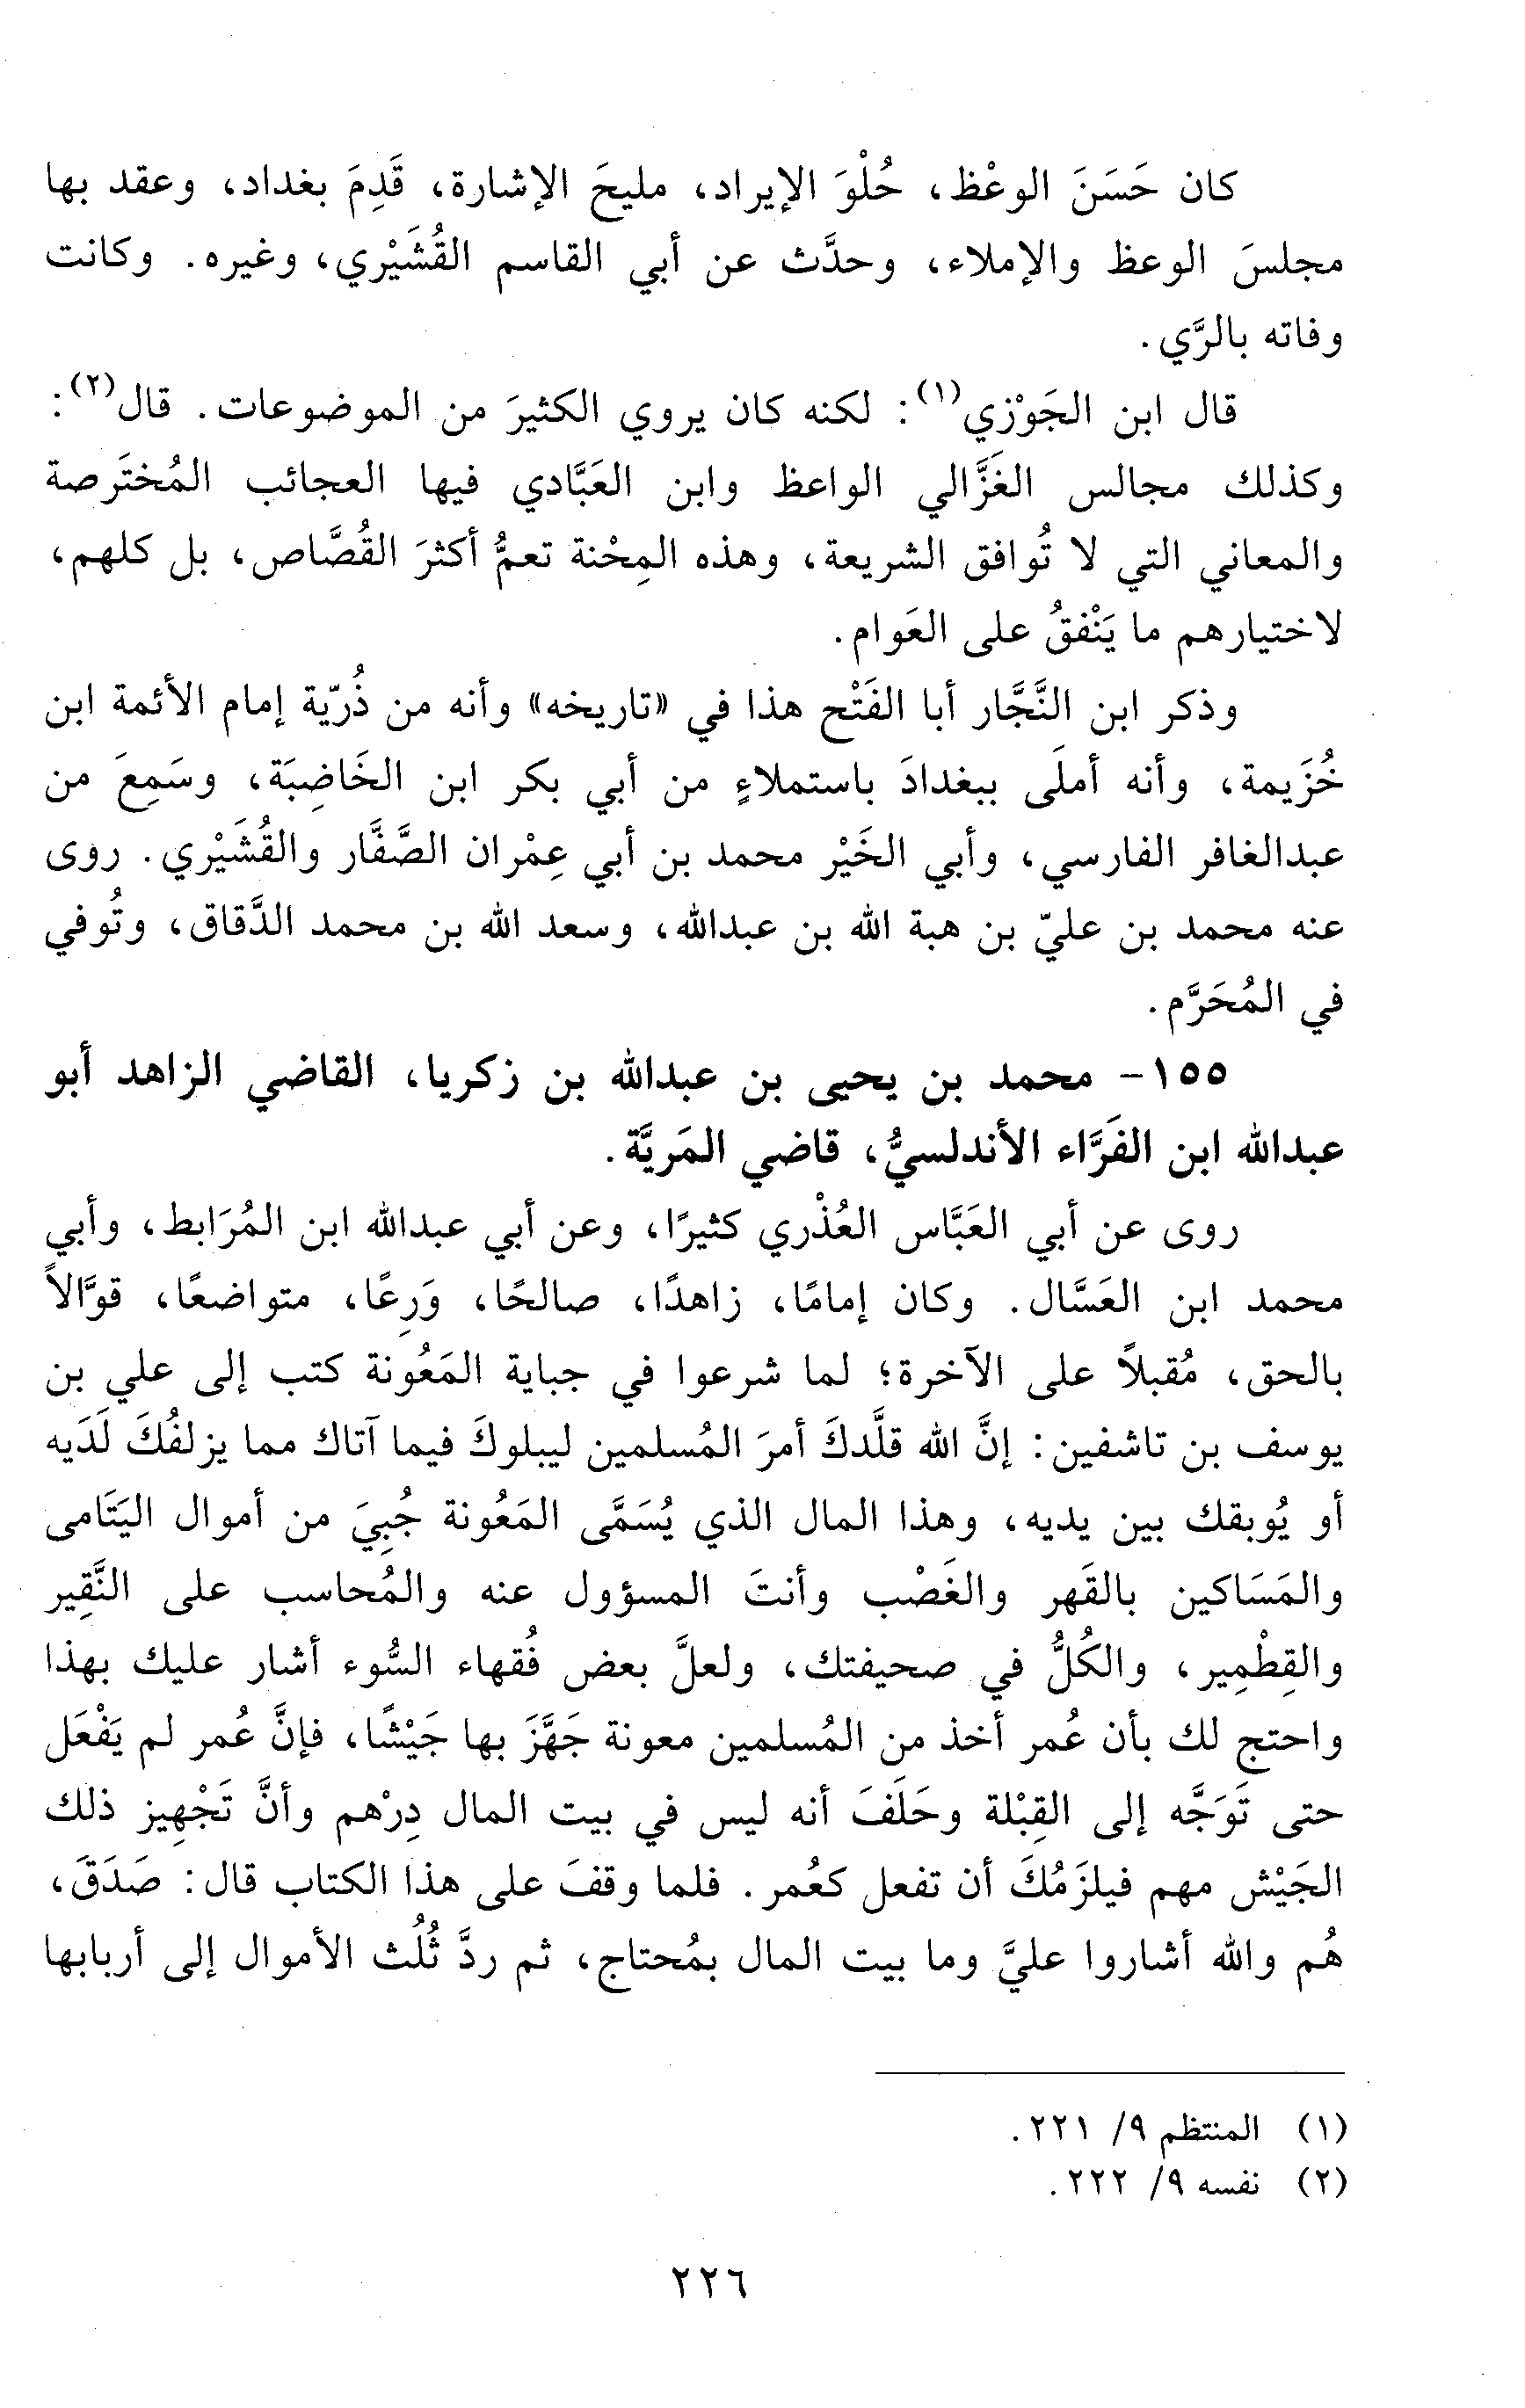 كان حَسَنَ الوعْظ، حُلْوَ الإيراد، مليحَ الإشارة، قَدِمَ بغداد، وعقد بها
مجلسَ الوعظ والإملاء، وحدَّث عن أبي القاسم القُشَيْري، وغيره. وكانت
وفاته بالرَّي.
قال ابن الجَوْزي(١): لكنه كان يروي الكثيرَ من الموضوعات. قال(٢):
وكذلك مجالس الغَزَّالي الواعظ وابن العَبَّادي فيها العجائب المُختَرصة
والمعاني التي لا تُوافق الشريعة، وهذه المِحْنة تعمُّ أكثرَ القُصَّاص، بل كلهم،
لاختيارهم ما يَنْفقُ على العَوام.
وذكر ابن النَّجَّار أبا الفَتْح هذا في «تاريخه» وأنه من ذُرّية إمام الأئمة ابن
خُزَيمة، وأنه أملَى ببغدادَ باستملاءٍ من أبي بكر ابن الخَاضِبَة، وسَمِعَ من
عبدالغافر الفارسي، وأبي الخَيْر محمد بن أبي عِمْران الصَّفَّار والقُشَيْري. روى
عنه محمد بن عليّ بن هبة الله بن عبدالله، وسعد الله بن محمد الدَّقاق، وتُوفي
في المُحَرَّم.
١٥٥- محمد بن يحيى بن عبدالله بن زكريا، القاضي الزاهد أبو
عبدالله ابن الفَرَّاء الأندلسيُّ، قاضي المَريَّة.
روى عن أبي العَبَّاس العُذْري كثيرًا، وعن أبي عبدالله ابن المُرَابط، وأبي
محمد ابن العَسَّال. وكان إمامًا، زاهدًا، صالحًا، وَرِعًا، متواضعًا، قوَّالاً
بالحق، مُقبلاً على الآخرة؛ لما شرعوا في جباية المَعُونة كتب إلى علي بن
يوسف بن تاشفين: إنَّ الله قلَّدكَ أمرَ المُسلمين ليبلوكَ فيما آتاك مما يزلفُكَ لَدَيه
أو يُوبقك بين يديه، وهذا المال الذي يُسَمَّى المَعُونة جُبِيَ من أموال اليَتَامى
والمَسَاكين بالقَهر والغَصْب وأنتَ المسؤول عنه والمُحاسب على النَّقِير
والقِطْمِير، والكُلُّ في صحيفتك، ولعلَّ بعض فُقهاء السُّوء أشار عليك بهذا
واحتج لك بأن عُمر أخذ من المُسلمين معونة جَهَّزَ بها جَيْشًا، فإنَّ عُمر لم يَفْعَل
حتى تَوَجَّه إلى القِبْلة وحَلَفَ أنه ليس في بيت المال دِرْهم وأنَّ تَجْهِيز ذلك
الجَيْش مهم فيلزَمُكَ أن تفعل كعُمر. فلما وقفَ على هذا الكتاب قال: صَدَقَ،
هُم والله أشاروا عليَّ وما بيت المال بمُحتاج، ثم ردَّ ثُلُث الأموال إلى أربابها
(١) المنتظم ٩/ ٢٢١.
(٢) نفسه ٩/ ٢٢٢.
٢٢٦